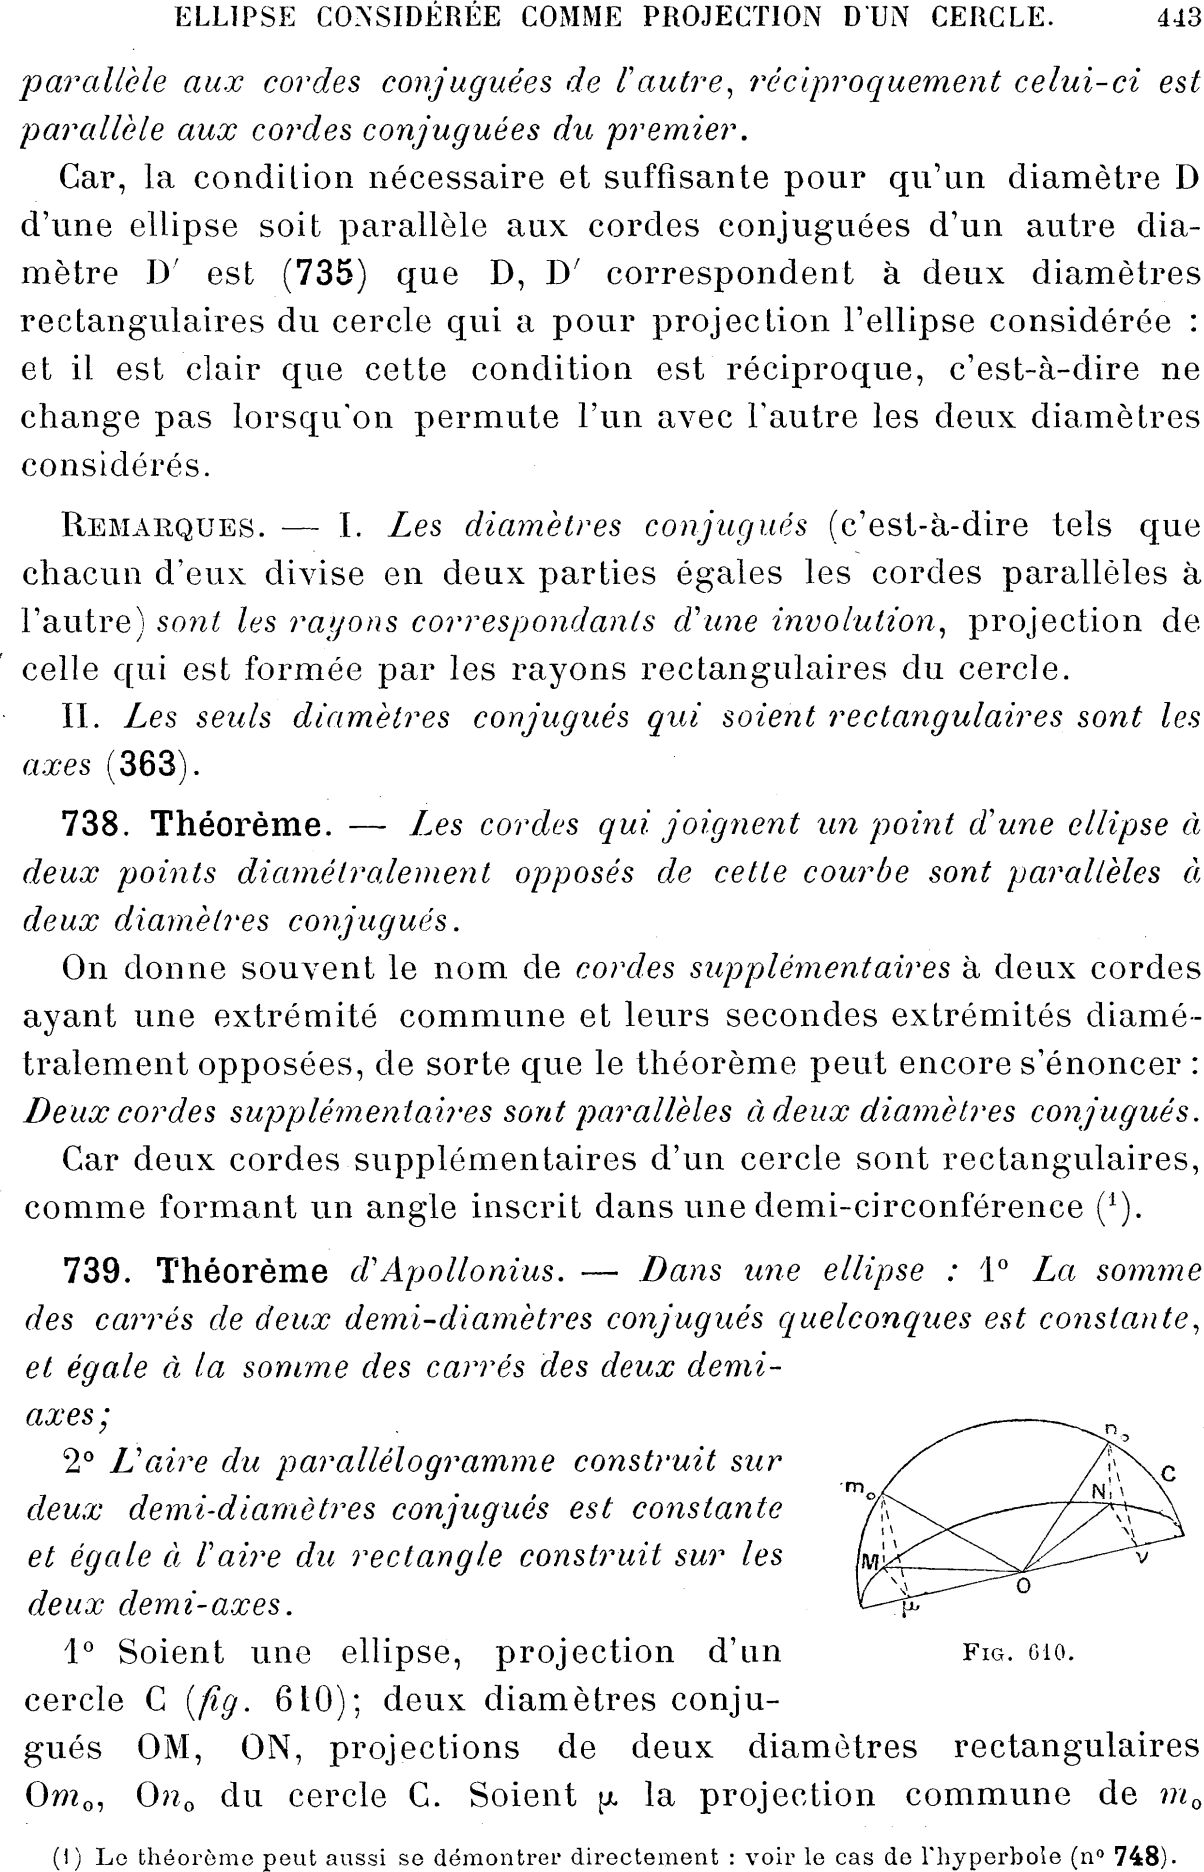 ELLIPSE CONSIDÉRÉE COMME PROJECTION D'UN CERCLE. 443
parallèle aux cordes conjuguées de l'autre, réciproquement celui-ci est
parallèle aux cordes conjuguées du premier.
Car, la condition nécessaire et suffisante pour qu'un diamètre D
d'une ellipse soit parallèle aux cordes conjuguées d'un autre dia-
mètre D′ est (735) que D, D′ correspondent à deux diamètres
rectangulaires du cercle qui a pour projection l'ellipse considérée :
et il est clair que cette condition est réciproque, c'est-à-dire ne
change pas lorsqu'on permute l'un avec l'autre les deux diamètres
considérés.
REMARQUES. — I. Les diamètres conjugués (c'est-à-dire tels que
chacun d'eux divise en deux parties égales les cordes parallèles à
l'autre) sont les rayons correspondants d'une involution, projection de
celle qui est formée par les rayons rectangulaires du cercle.
II. Les seuls diamètres conjugués qui soient rectangulaires sont les
axes (363).
738. Théorème. — Les cordes qui joignent un point d'une ellipse à
deux points diamétralement opposés de cette courbe sont parallèles à
deux diamètres conjugués.
On donne souvent le nom de cordes supplémentaires à deux cordes
ayant une extrémité commune et leurs secondes extrémités diamé-
tralement opposées, de sorte que le théorème peut encore s'énoncer :
Deux cordes supplémentaires sont parallèles à deux diamètres conjugués.
Car deux cordes supplémentaires d'un cercle sont rectangulaires,
comme formant un angle inscrit dans une demi-circonférence (¹).
739. Théorème d'Apollonius. — Dans une ellipse : 1° La somme
des carrés de deux demi-diamètres conjugués quelconques est constante,
et égale à la somme des carrés des deux demi-
axes;
2° L'aire du parallélogramme construit sur
deux demi-diamètres conjugués est constante
et égale à l'aire du rectangle construit sur les
deux demi-axes.
n₀
C
m₀
N
M
ν
O
μ
FIG. 610.
1° Soient une ellipse, projection d'un
cercle C (fig. 610); deux diamètres conju-
gués OM, ON, projections de deux diamètres rectangulaires
Om₀, On₀ du cercle C. Soient μ la projection commune de m₀
(1) Le théorème peut aussi se démontrer directement : voir le cas de l'hyperbole (n° 748).